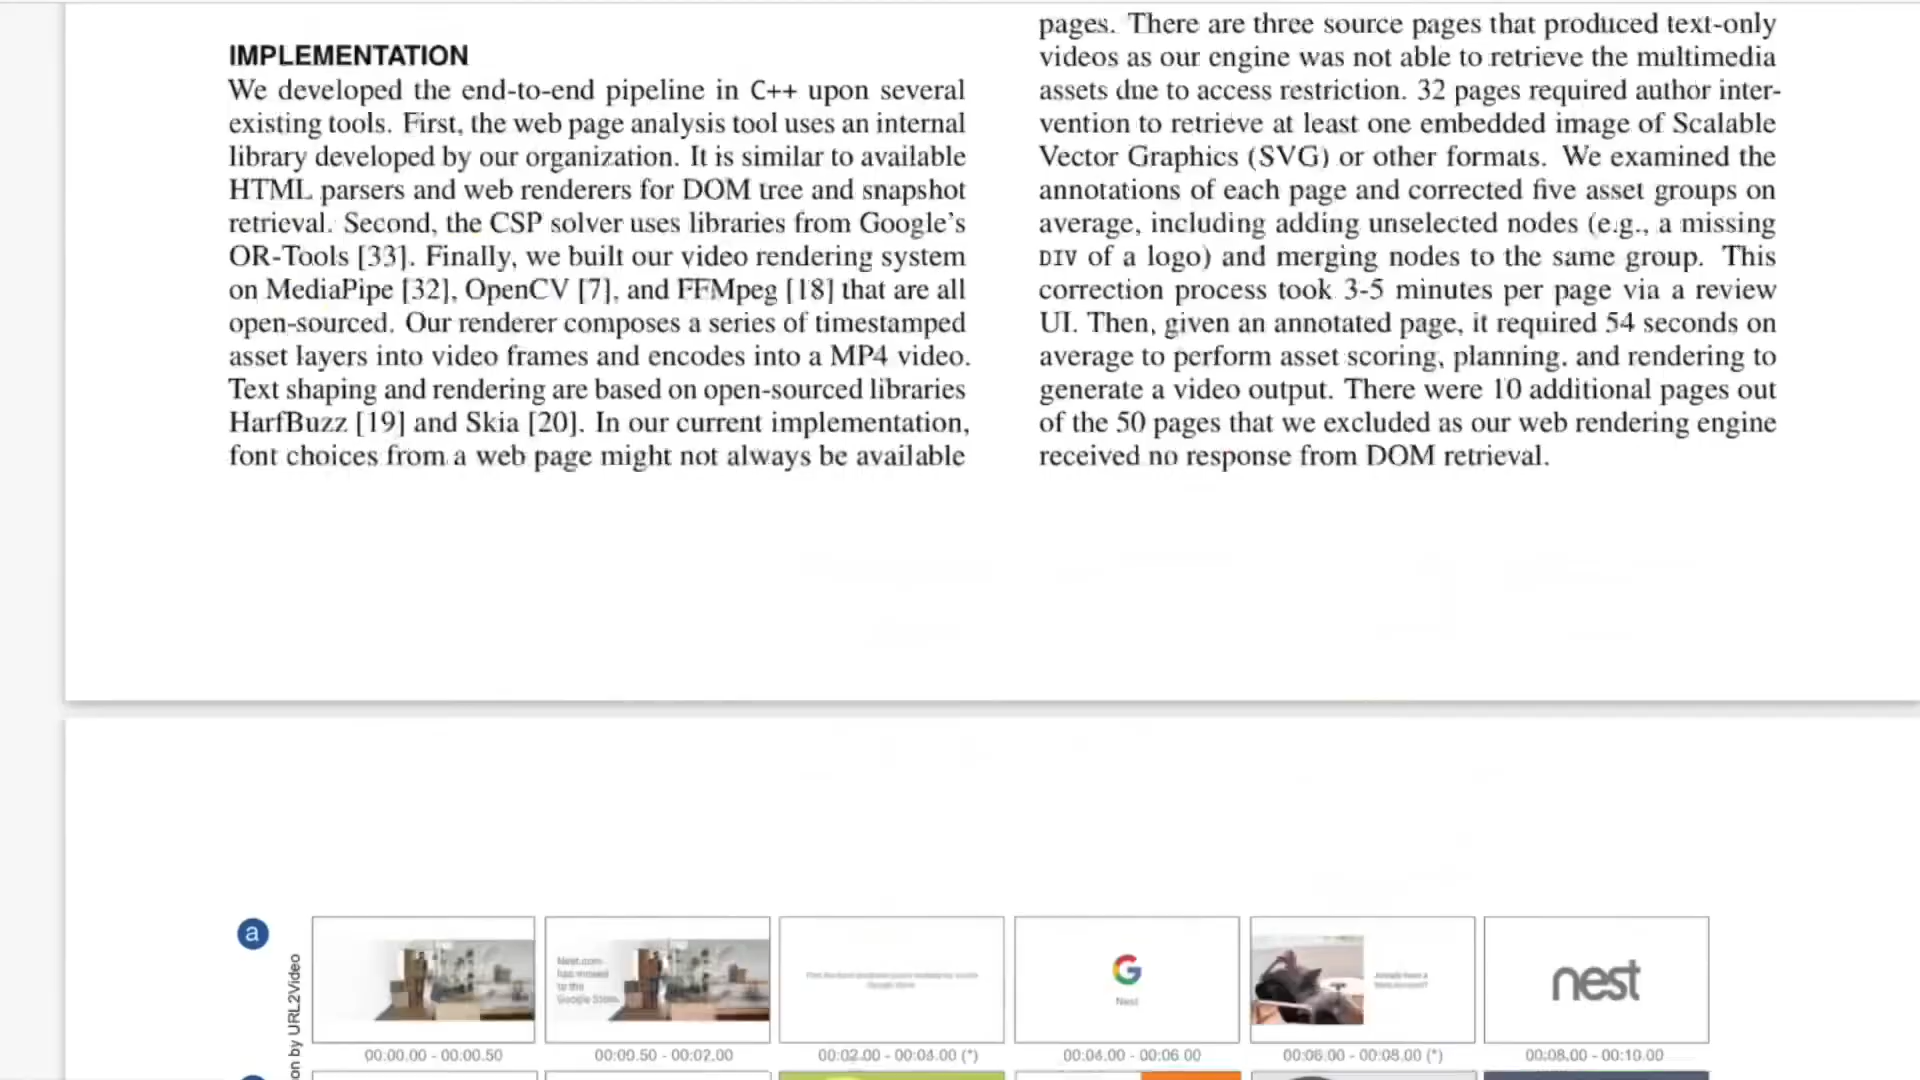 IMPLEMENTATION
We developed the end-to-end pipeline in C++ upon several
existing tools. First, the web page analysis tool uses an internal
library developed by our organization. It is similar to available
HTML parsers and web renderers for DOM tree and snapshot
retrieval. Second, the CSP solver uses libraries from Google's
OR-Tools [33]. Finally, we built our video rendering system
on MediaPipe [32], OpenCV [7], and FFMpeg [18] that are all
open-sourced. Our renderer composes a series of timestamped
asset layers into video frames and encodes into a MP4 video.
Text shaping and rendering are based on open-sourced libraries
HarfBuzz [19] and Skia [20]. In our current implementation,
font choices from a web page might not always be available
pages. There are three source pages that produced text-only
videos as our engine was not able to retrieve the multimedia
assets due to access restriction. 32 pages required author inter-
vention to retrieve at least one embedded image of Scalable
Vector Graphics (SVG) or other formats. We examined the
annotations of each page and corrected five asset groups on
average, including adding unselected nodes (e.g., a missing
DIV of a logo) and merging nodes to the same group. This
correction process took 3-5 minutes per page via a review
UI. Then, given an annotated page, it required 54 seconds on
average to perform asset scoring, planning, and rendering to
generate a video output. There were 10 additional pages out
of the 50 pages that we excluded as our web rendering engine
received no response from DOM retrieval.
a
on by URL2Video
Nest.com
has moved
to the
Google Store.
Google Store
G
Nest
nest
00:00.00 - 00:00.50
00:00.50 - 00:02.00
00:02.00 - 00:04.00 (*)
00:04.00 - 00:06.00
00:06.00 - 00:08.00 (*)
00:08.00 - 00:10.00